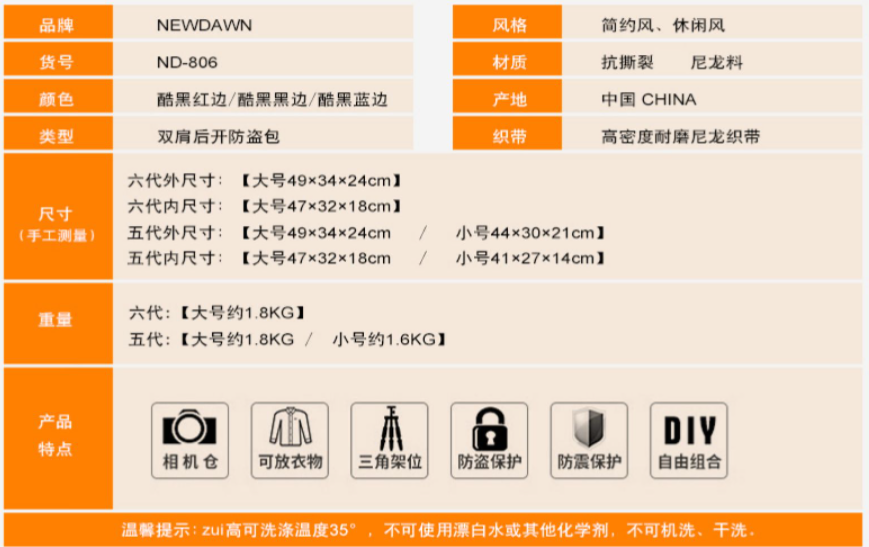 品牌 NEWDAWN 风格 简约风、休闲风
货号 ND-806 材质 抗撕裂 尼龙料
颜色 酷黑红边/酷黑黑边/酷黑蓝边 产地 中国 CHINA
类型 双肩后开防盗包 织带 高密度耐磨尼龙织带
尺寸
(手工测量)
六代外尺寸:【大号49×34×24cm】
六代内尺寸:【大号47×32×18cm】
五代外尺寸:【大号49×34×24cm / 小号44×30×21cm】
五代内尺寸:【大号47×32×18cm / 小号41×27×14cm】
重量
六代:【大号约1.8KG】
五代:【大号约1.8KG / 小号约1.6KG】
产品
特点
相机仓
可放衣物
三角架位
防盗保护
防震保护
DIY
自由组合
温馨提示: zui高可洗涤温度35°，不可使用漂白水或其他化学剂，不可机洗、干洗.